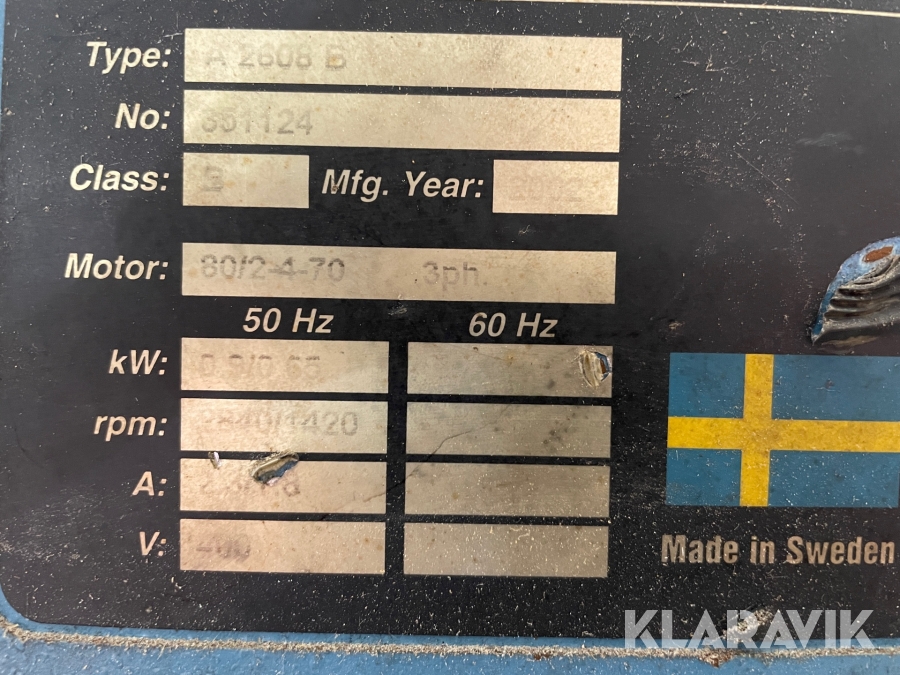 Type: A 2608 B
No: 1124
Class:
Mfg. Year:
Motor: 80/2-4-70 3ph.
50 Hz 60 Hz
kW:
rpm: 2840/1420
A:
V: 400
Made in Sweden
KLARAVIK